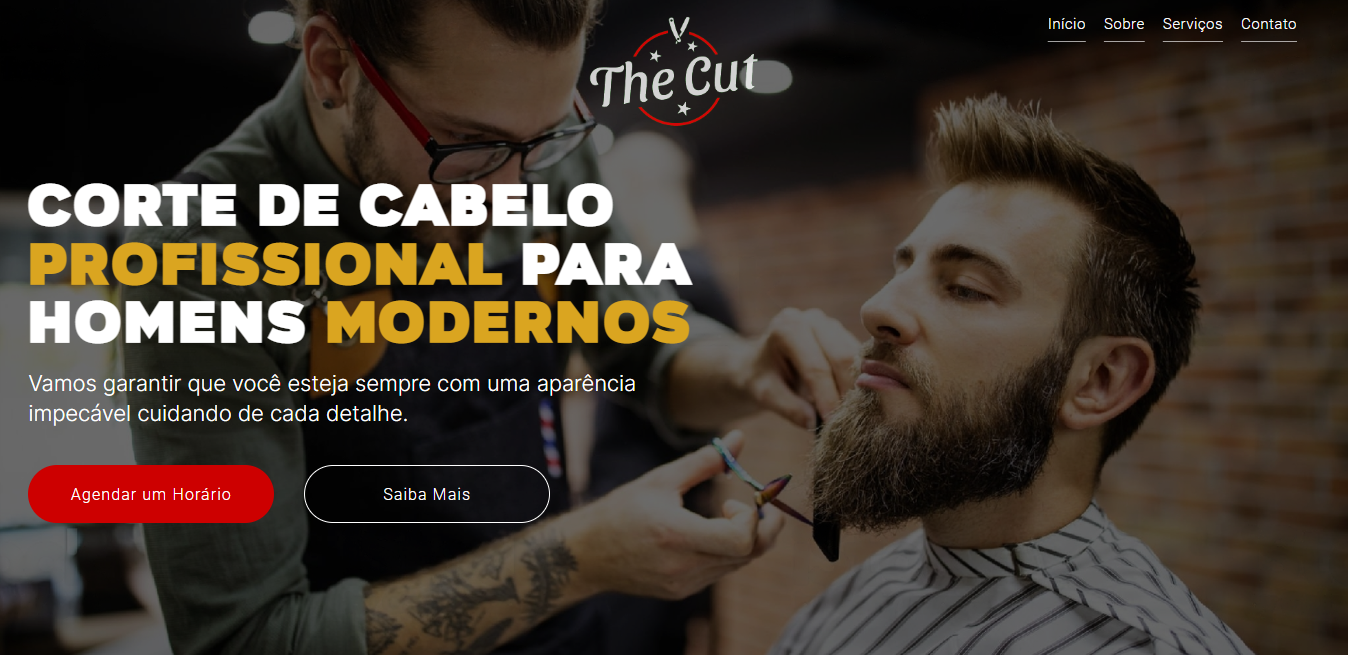 The Cut
Início Sobre Serviços Contato
CORTE DE CABELO
PROFISSIONAL PARA
HOMENS MODERNOS
Vamos garantir que você esteja sempre com uma aparência
impecável cuidando de cada detalhe.
Agendar um Horário
Saiba Mais